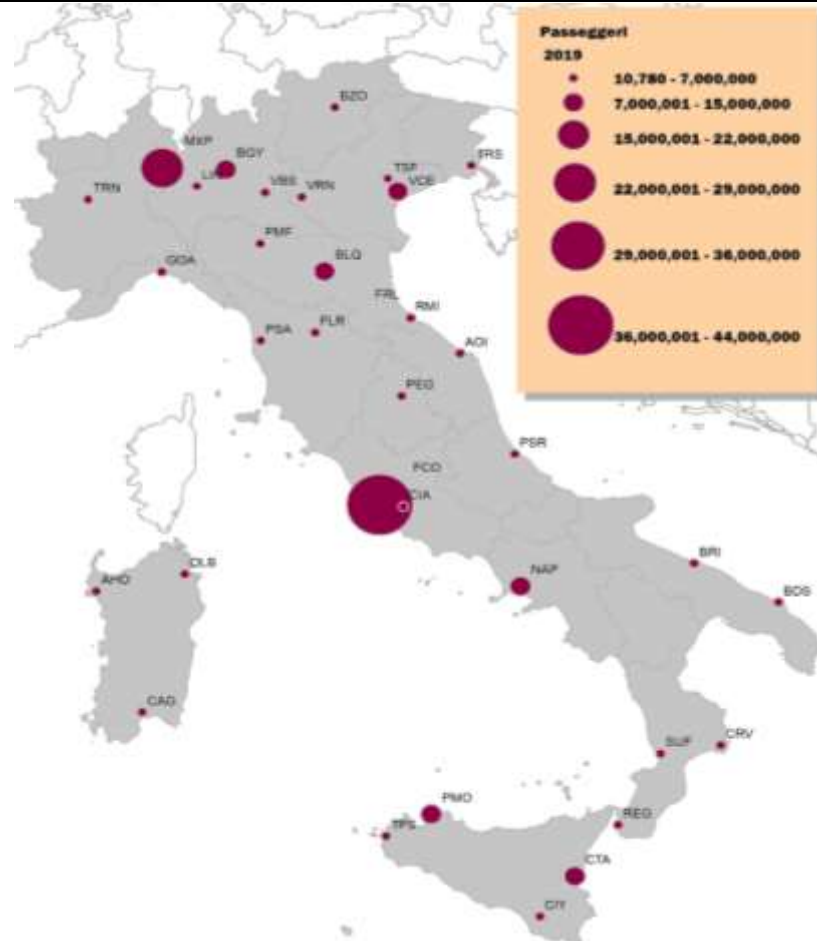 Passeggeri
2019
10,780 - 7,000,000
7,000,001 - 15,000,000
15,000,001 - 22,000,000
22,000,001 - 29,000,000
29,000,001 - 36,000,000
36,000,001 - 44,000,000
BZO
MXP
BGY
TRS
TSF
VCE
TRN
VBS
VRN
PMF
BLQ
GOA
FRL
RMI
PSA
FLR
AOI
PEG
PSR
FCO
CIA
BRI
OLB
AHO
NAP
BDS
CAG
SUF
CRV
PMO
TPS
REG
CTA
CIY